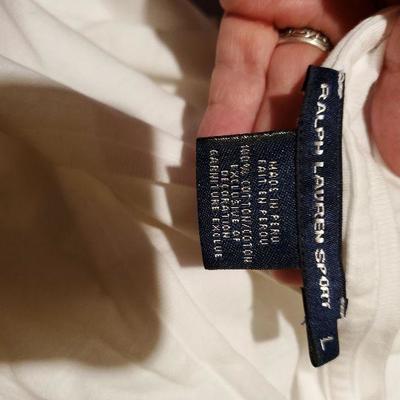 RALPH LAUREN SPORT
L
MADE IN PERU
FAIT EN PEROU
100% COTTON/COTON
EXCLUSIVE OF
DECORATION
GARNITURE EXCLUE